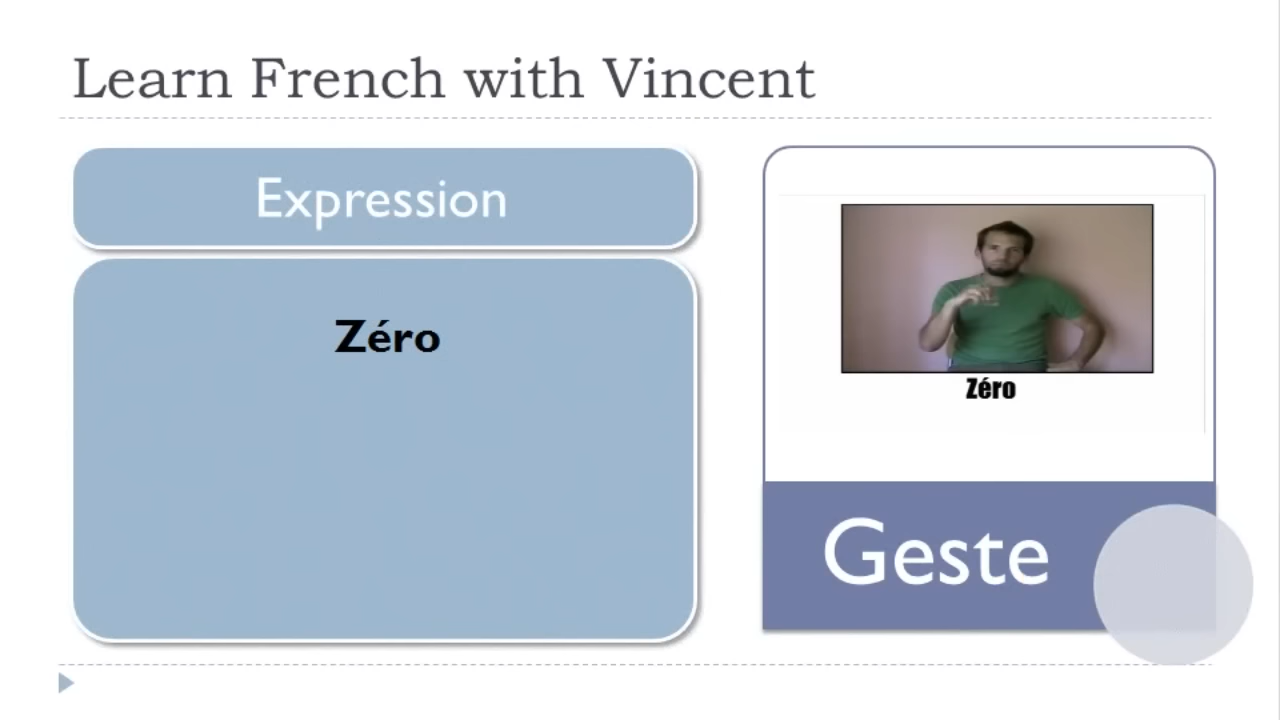 Learn French with Vincent
Expression
Zéro
Zéro
Geste